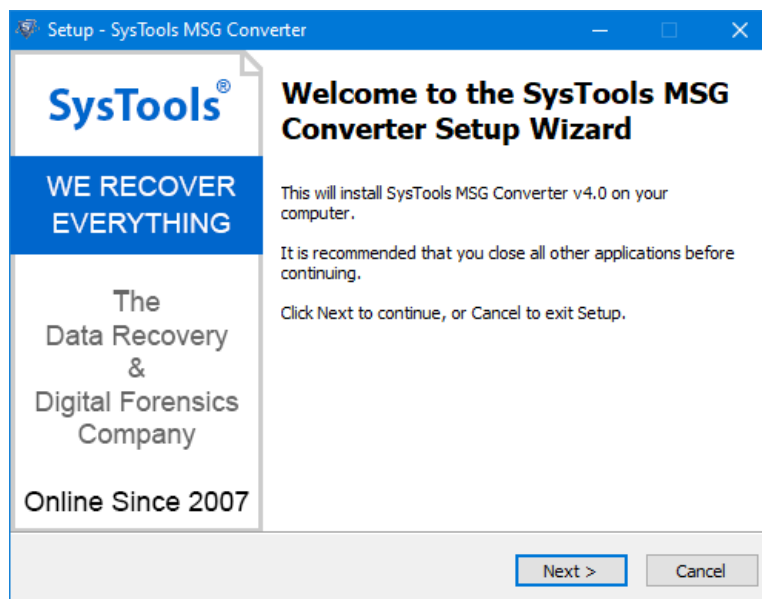 Setup - SysTools MSG Converter
SysTools®
WE RECOVER
EVERYTHING
The
Data Recovery
&
Digital Forensics
Company
Online Since 2007
Welcome to the SysTools MSG
Converter Setup Wizard
This will install SysTools MSG Converter v4.0 on your
computer.
It is recommended that you close all other applications before
continuing.
Click Next to continue, or Cancel to exit Setup.
Next >
Cancel